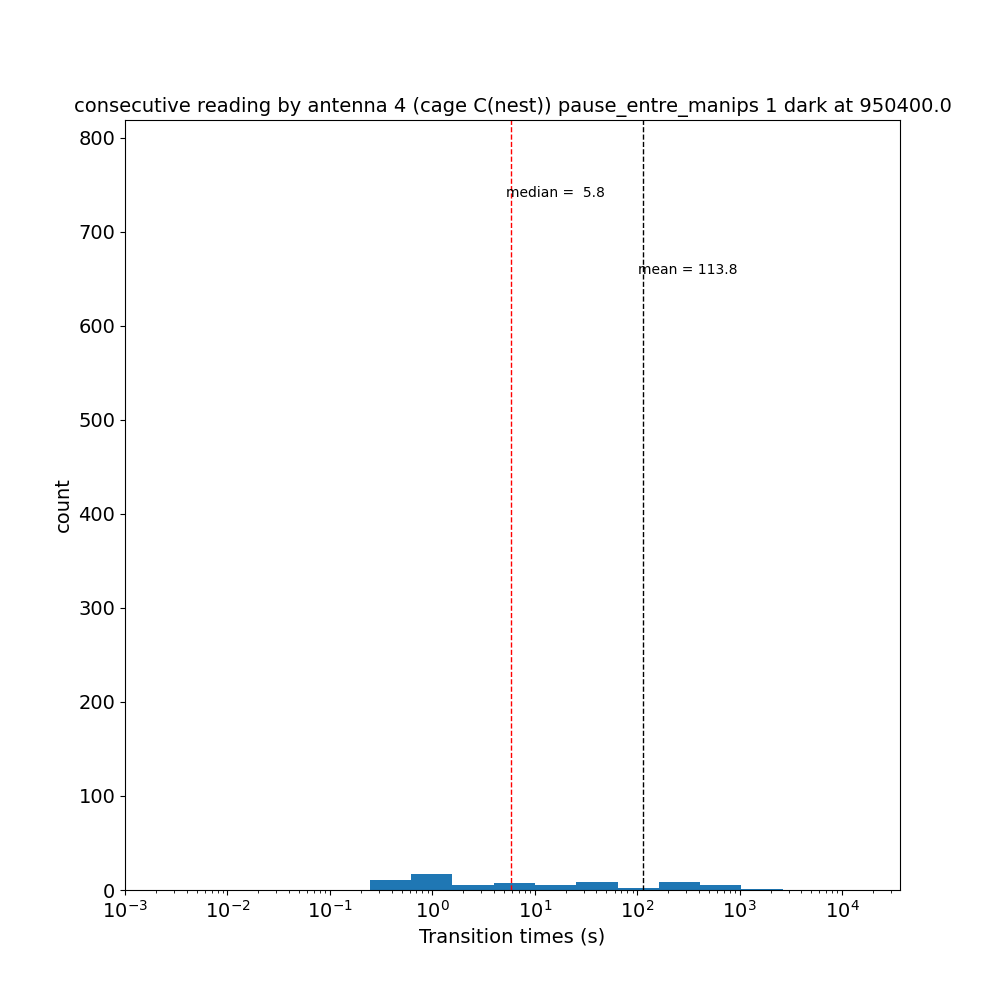 consecutive reading by antenna 4 (cage C(nest)) pause_entre_manips 1 dark at 950400.0
800
median =  5.8
700
mean = 113.8
600
500
count
400
300
200
100
0
10⁻³ 10⁻² 10⁻¹ 10⁰ 10¹ 10² 10³ 10⁴
Transition times (s)